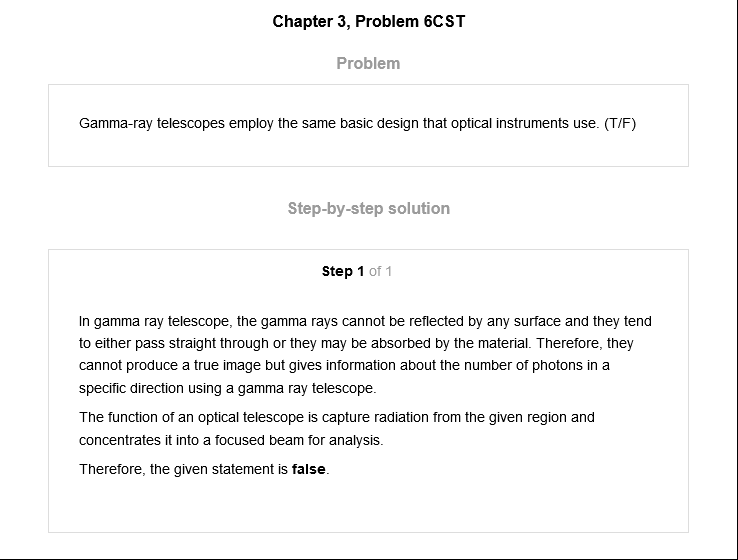 Chapter 3, Problem 6CST
Problem
Gamma-ray telescopes employ the same basic design that optical instruments use. (T/F)
Step-by-step solution
Step 1 of 1
In gamma ray telescope, the gamma rays cannot be reflected by any surface and they tend
to either pass straight through or they may be absorbed by the material. Therefore, they
cannot produce a true image but gives information about the number of photons in a
specific direction using a gamma ray telescope.
The function of an optical telescope is capture radiation from the given region and
concentrates it into a focused beam for analysis.
Therefore, the given statement is false.